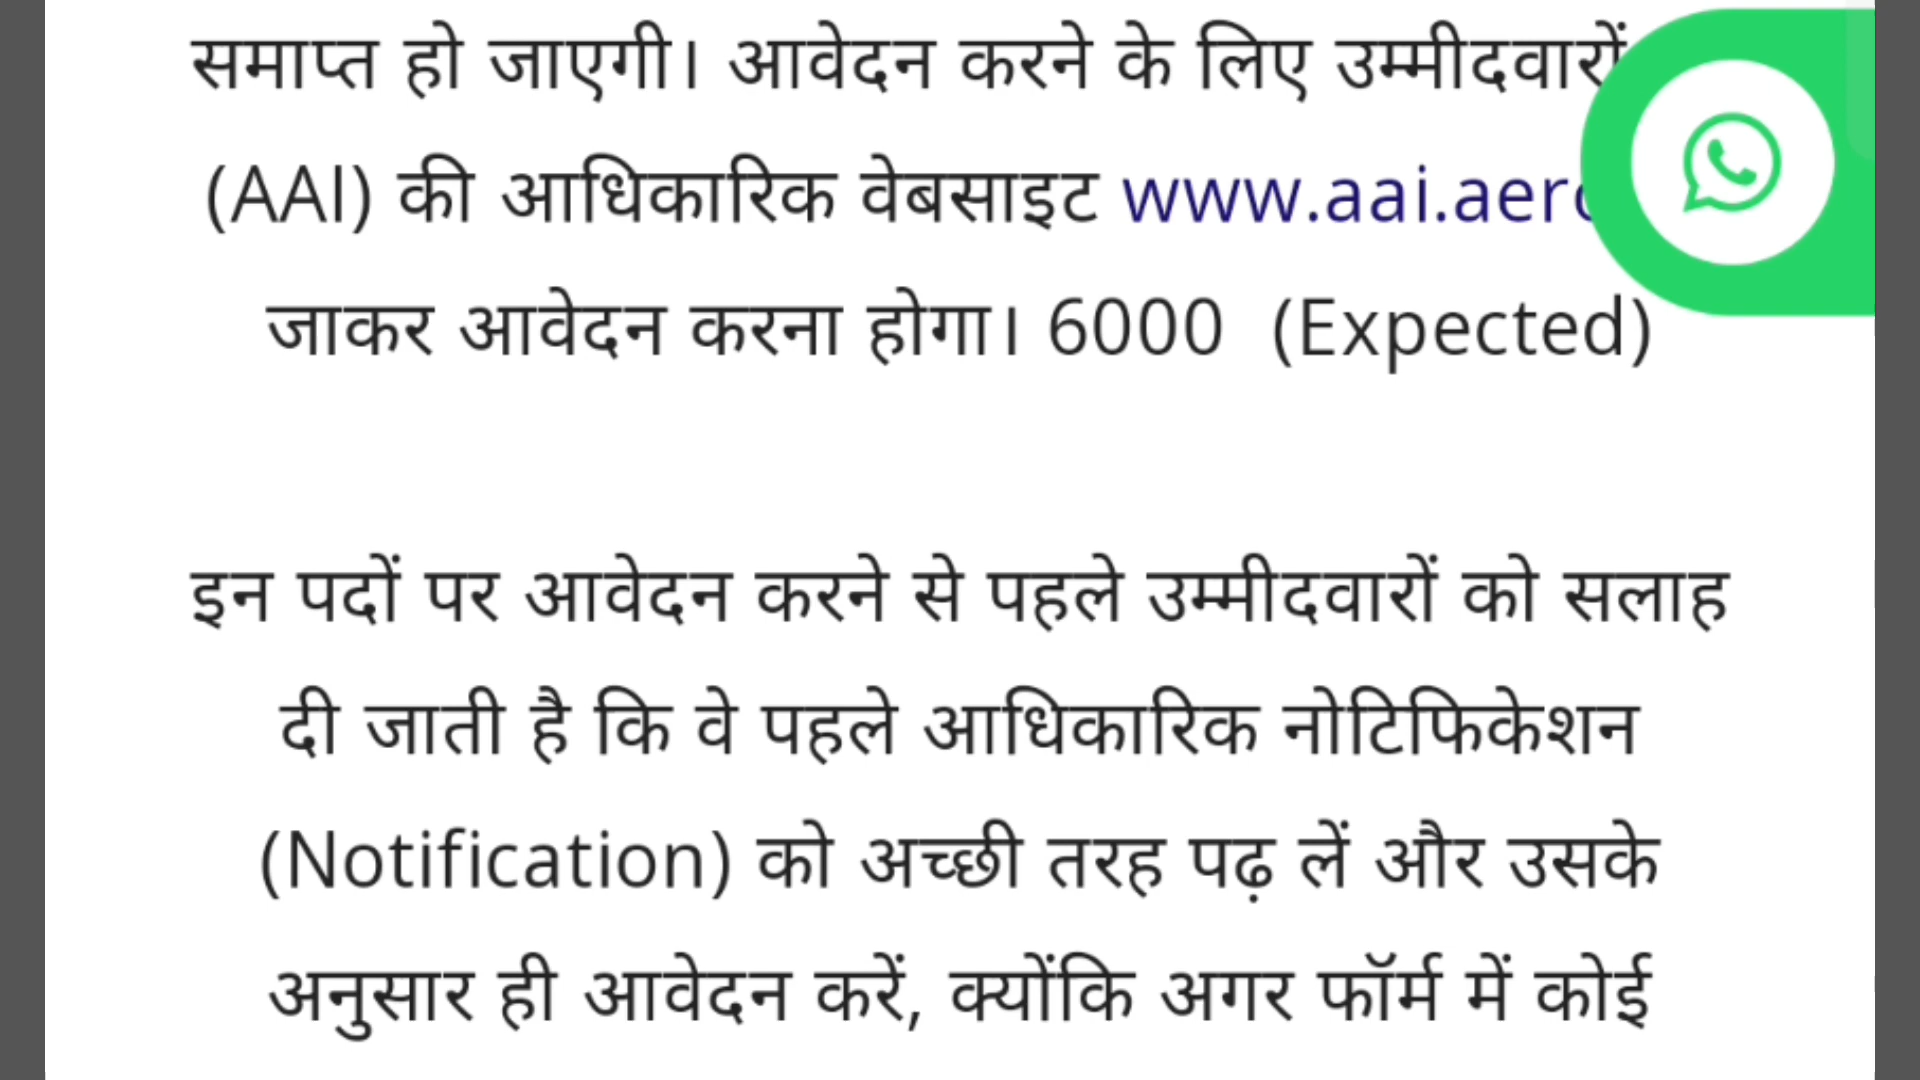 समाप्त हो जाएगी। आवेदन करने के लिए उम्मीदवारों
(AAI) की आधिकारिक वेबसाइट www.aai.aero
जाकर आवेदन करना होगा। 6000 (Expected)
इन पदों पर आवेदन करने से पहले उम्मीदवारों को सलाह
दी जाती है कि वे पहले आधिकारिक नोटिफिकेशन
(Notification) को अच्छी तरह पढ़ लें और उसके
अनुसार ही आवेदन करें, क्योंकि अगर फॉर्म में कोई